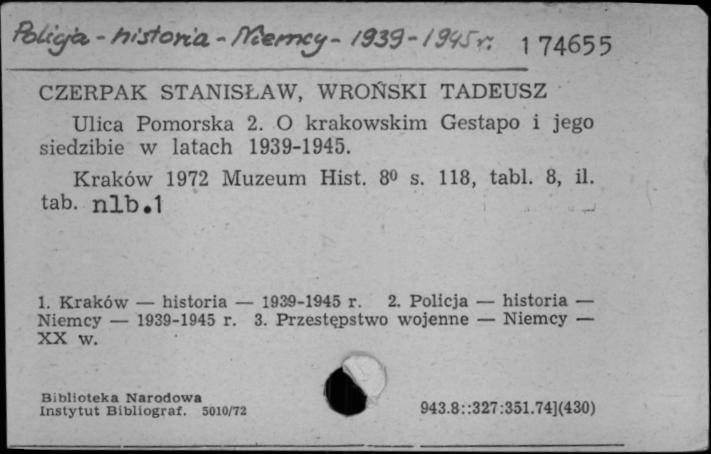 Policja - historia - Niemcy - 1939-1945 r. 174655
CZERPAK STANISŁAW, WROŃSKI TADEUSZ
Ulica Pomorska 2. O krakowskim Gestapo i jego
siedzibie w latach 1939-1945.
Kraków 1972 Muzeum Hist. 8⁰ s. 118, tabl. 8, il.
tab. nlb.1
1. Kraków — historia — 1939-1945 r. 2. Policja — historia —
Niemcy — 1939-1945 r. 3. Przestępstwo wojenne — Niemcy —
XX w.
Biblioteka Narodowa
Instytut Bibliograf. 5010/72
943.8::327:351.74](430)